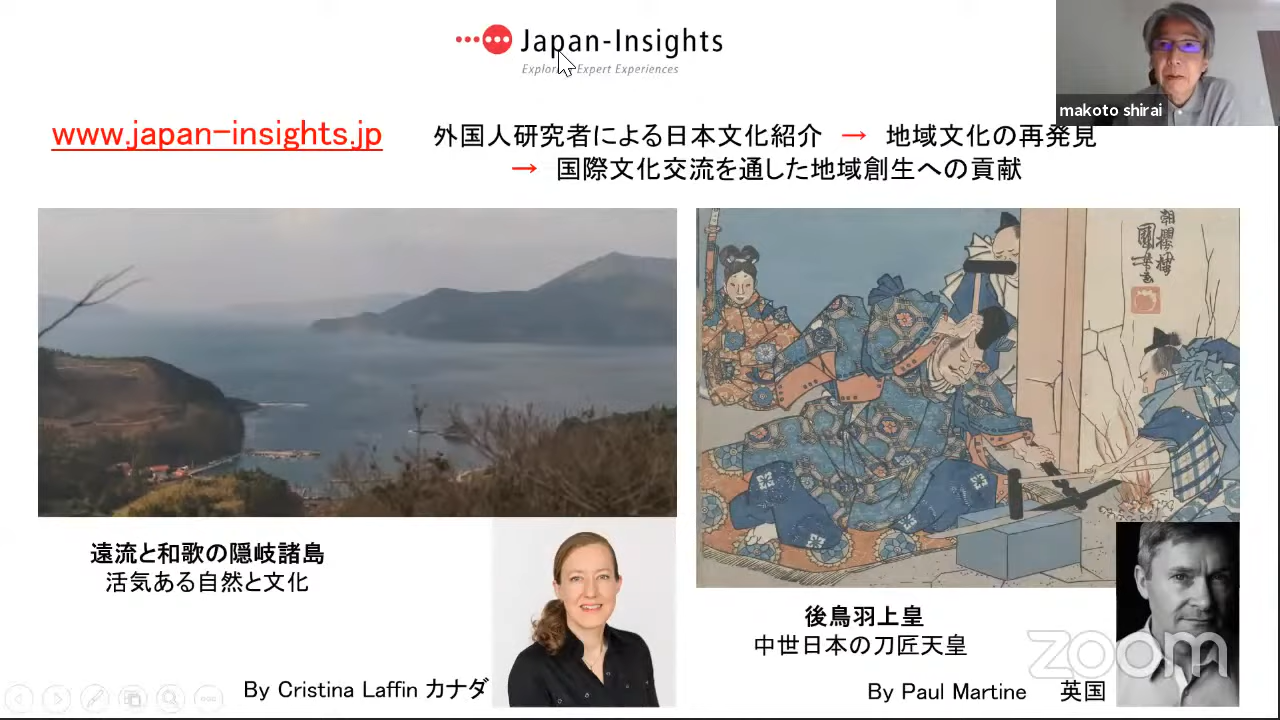 Japan-Insights
Explor Expert Experiences
makoto shirai
www.japan-insights.jp
外国人研究者による日本文化紹介 → 地域文化の再発見
→ 国際文化交流を通した地域創生への貢献
遠流と和歌の隠岐諸島
活気ある自然と文化
By Cristina Laffin カナダ
後鳥羽上皇
中世日本の刀匠天皇
By Paul Martine 英国
zoom